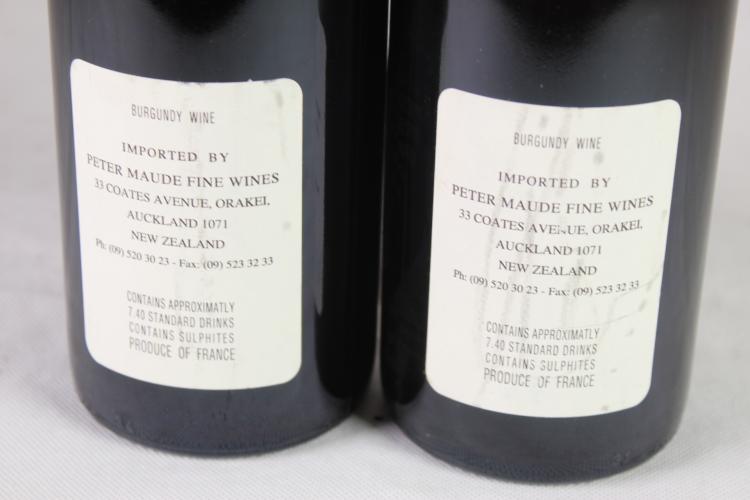 BURGUNDY WINE
IMPORTED BY
PETER MAUDE FINE WINES
33 COATES AVENUE, ORAKEI,
AUCKLAND 1071
NEW ZEALAND
Ph: (09) 520 30 23 - Fax: (09) 523 32 33
CONTAINS APPROXIMATLY
7.40 STANDARD DRINKS
CONTAINS SULPHITES
PRODUCE OF FRANCE
BURGUNDY WINE
IMPORTED BY
PETER MAUDE FINE WINES
33 COATES AVENUE, ORAKEI,
AUCKLAND 1071
NEW ZEALAND
Ph: (09) 520 30 23 - Fax: (09) 523 32 33
CONTAINS APPROXIMATLY
7.40 STANDARD DRINKS
CONTAINS SULPHITES
PRODUCE OF FRANCE